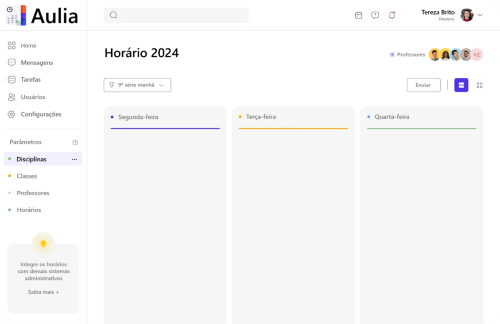 Aulia
Tereza Brito
Diretora
Home
Mensagens
Tarefas
Usuários
Configurações
Parâmetros
Disciplinas
Classes
Professores
Horários
Integre os horários
com demais sistemas
administrativos
Saiba mais +
Horário 2024
Professores
+2
9ª série manhã
Enviar
Segunda-feira
Terça-feira
Quarta-feira